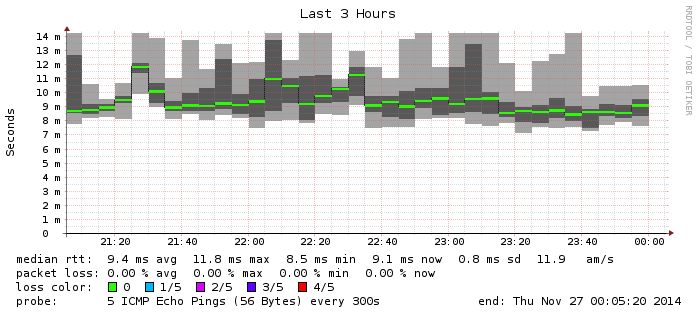 Last 3 Hours
RRDTOOL / TOBI OETIKER
Seconds
14 m
13 m
12 m
11 m
10 m
9 m
8 m
7 m
6 m
5 m
4 m
3 m
2 m
1 m
0
21:20 21:40 22:00 22:20 22:40 23:00 23:20 23:40 00:00
median rtt: 9.4 ms avg 11.8 ms max 8.5 ms min 9.1 ms now 0.8 ms sd 11.9 am/s
packet loss: 0.00 % avg 0.00 % max 0.00 % min 0.00 % now
loss color: 0 1/5 2/5 3/5 4/5
probe: 5 ICMP Echo Pings (56 Bytes) every 300s end: Thu Nov 27 00:05:20 2014